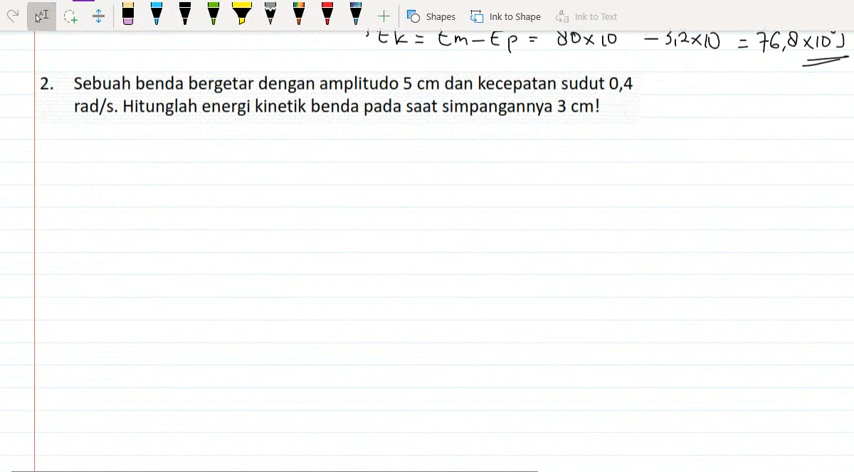 Shapes Ink to Shape Ink to Text
Ek = Em - Ep = 80 x 10 - 3,2 x 10 = 76,8 x 10 J
2. Sebuah benda bergetar dengan amplitudo 5 cm dan kecepatan sudut 0,4
rad/s. Hitunglah energi kinetik benda pada saat simpangannya 3 cm!